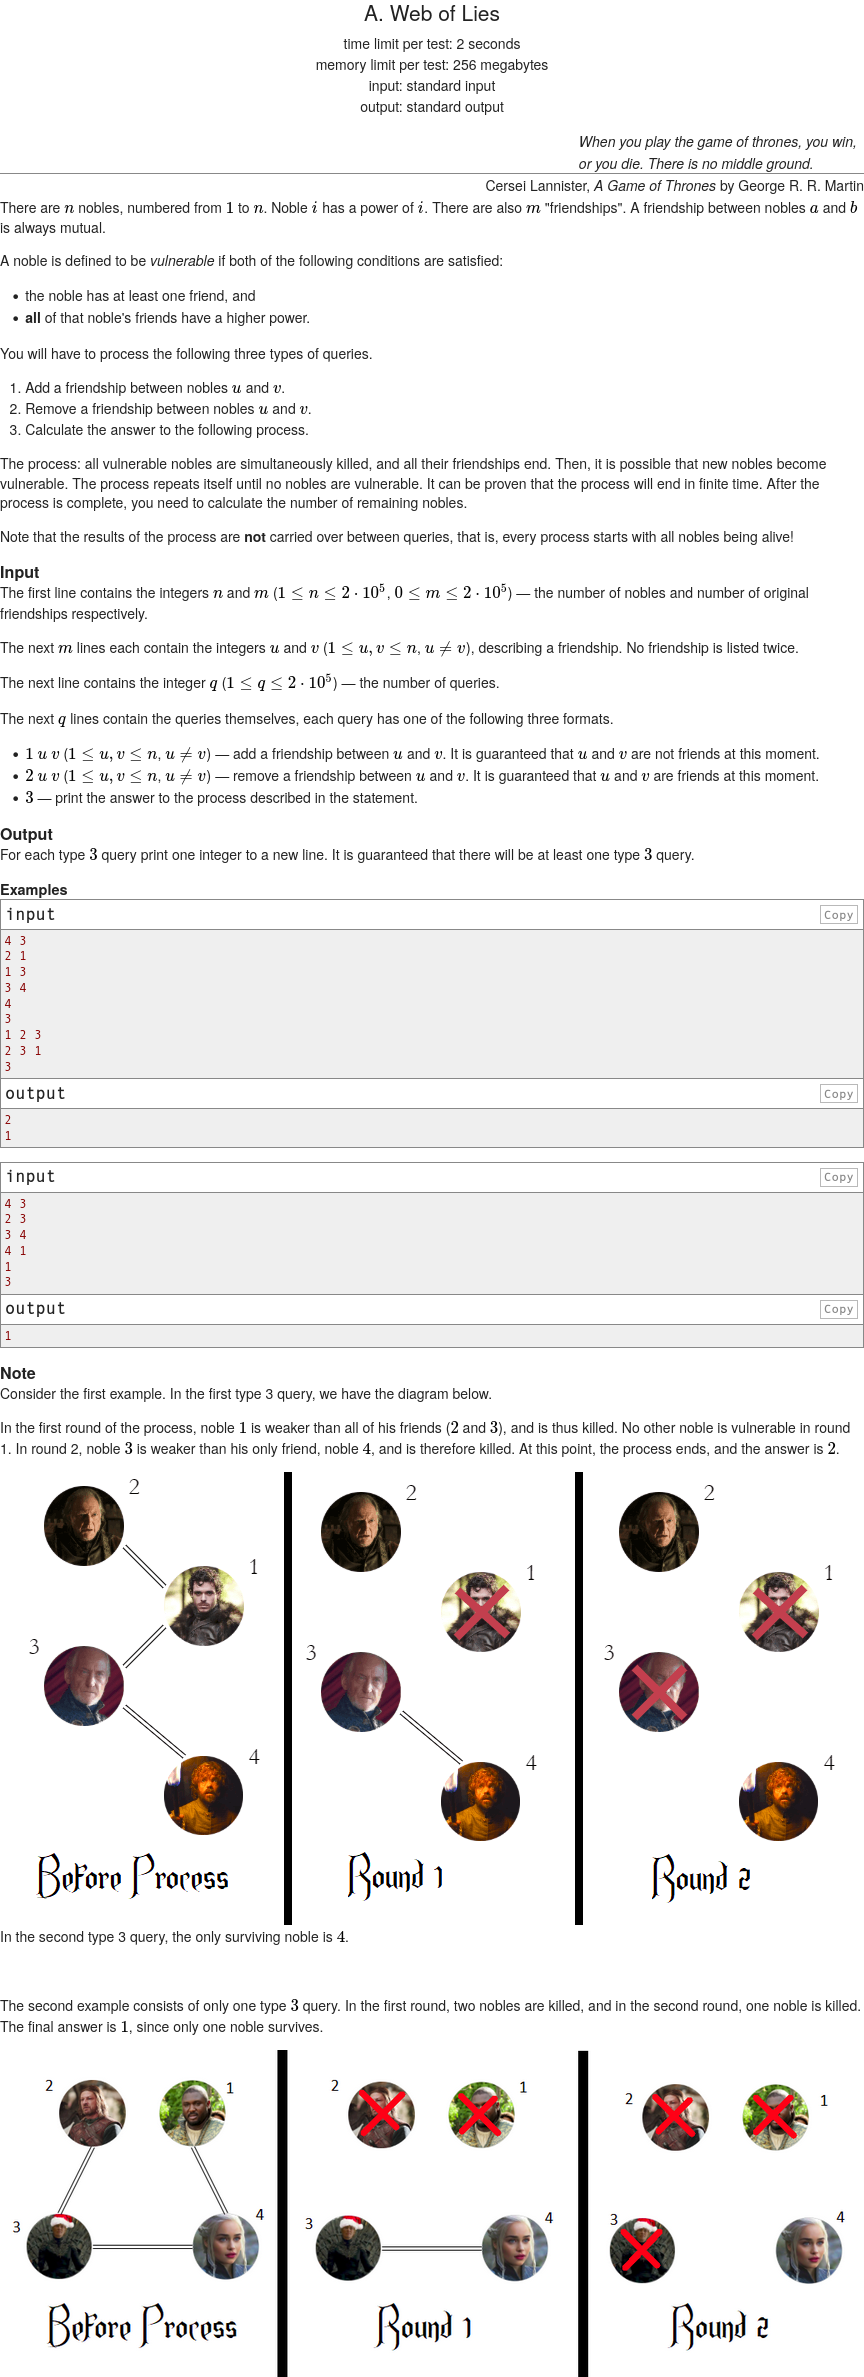 A. Web of Lies
time limit per test: 2 seconds
memory limit per test: 256 megabytes
input: standard input
output: standard output
When you play the game of thrones, you win,
or you die. There is no middle ground.
Cersei Lannister, A Game of Thrones by George R. R. Martin
There are n nobles, numbered from 1 to n. Noble i has a power of i. There are also m "friendships". A friendship between nobles a and b
is always mutual.
A noble is defined to be vulnerable if both of the following conditions are satisfied:
• the noble has at least one friend, and
• all of that noble's friends have a higher power.
You will have to process the following three types of queries.
1. Add a friendship between nobles u and v.
2. Remove a friendship between nobles u and v.
3. Calculate the answer to the following process.
The process: all vulnerable nobles are simultaneously killed, and all their friendships end. Then, it is possible that new nobles become
vulnerable. The process repeats itself until no nobles are vulnerable. It can be proven that the process will end in finite time. After the
process is complete, you need to calculate the number of remaining nobles.
Note that the results of the process are not carried over between queries, that is, every process starts with all nobles being alive!
Input
The first line contains the integers n and m (1 ≤ n ≤ 2 · 10⁵, 0 ≤ m ≤ 2 · 10⁵) — the number of nobles and number of original
friendships respectively.
The next m lines each contain the integers u and v (1 ≤ u, v ≤ n, u ≠ v), describing a friendship. No friendship is listed twice.
The next line contains the integer q (1 ≤ q ≤ 2 · 10⁵) — the number of queries.
The next q lines contain the queries themselves, each query has one of the following three formats.
• 1 u v (1 ≤ u, v ≤ n, u ≠ v) — add a friendship between u and v. It is guaranteed that u and v are not friends at this moment.
• 2 u v (1 ≤ u, v ≤ n, u ≠ v) — remove a friendship between u and v. It is guaranteed that u and v are friends at this moment.
• 3 — print the answer to the process described in the statement.
Output
For each type 3 query print one integer to a new line. It is guaranteed that there will be at least one type 3 query.
Examples
input Copy
4 3
2 1
1 3
3 4
4
3
1 2 3
2 3 1
3
output Copy
2
1
input Copy
4 3
2 3
3 4
4 1
1
3
output Copy
1
Note
Consider the first example. In the first type 3 query, we have the diagram below.
In the first round of the process, noble 1 is weaker than all of his friends (2 and 3), and is thus killed. No other noble is vulnerable in round
1. In round 2, noble 3 is weaker than his only friend, noble 4, and is therefore killed. At this point, the process ends, and the answer is 2.
2 2 2
1 1 1
3 3 3
4 4 4
Before Process Round 1 Round 2
In the second type 3 query, the only surviving noble is 4.
The second example consists of only one type 3 query. In the first round, two nobles are killed, and in the second round, one noble is killed.
The final answer is 1, since only one noble survives.
2 1 2 1 2 1
3 4 3 4 3 4
Before Process Round 1 Round 2